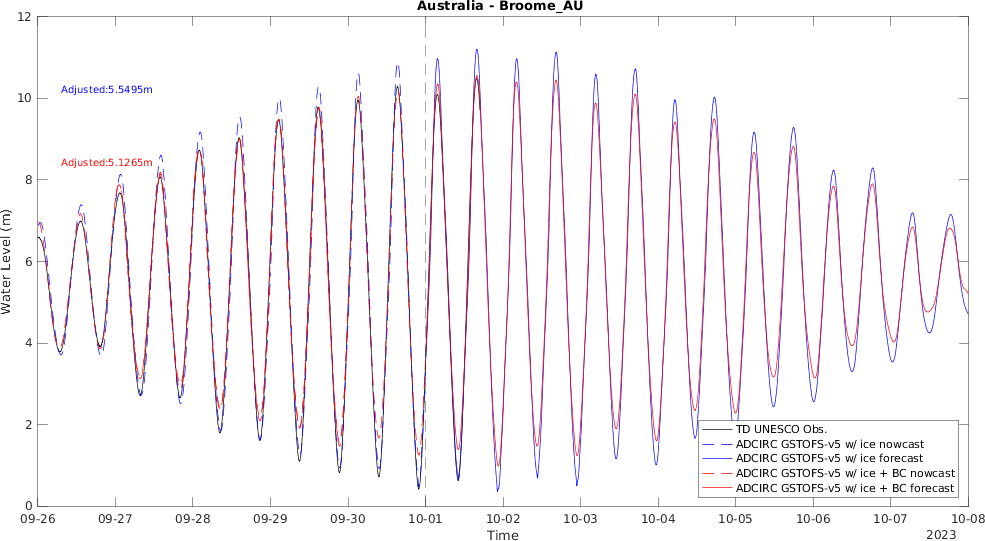 Australia - Broome_AU
12
10
8
6
4
2
0
Water Level (m)
Adjusted:5.5495m
Adjusted:5.1265m
TD UNESCO Obs.
ADCIRC GSTOFS-v5 w/ ice nowcast
ADCIRC GSTOFS-v5 w/ ice forecast
ADCIRC GSTOFS-v5 w/ ice + BC nowcast
ADCIRC GSTOFS-v5 w/ ice + BC forecast
09-26 09-27 09-28 09-29 09-30 10-01 10-02 10-03 10-04 10-05 10-06 10-07 10-08
Time
2023